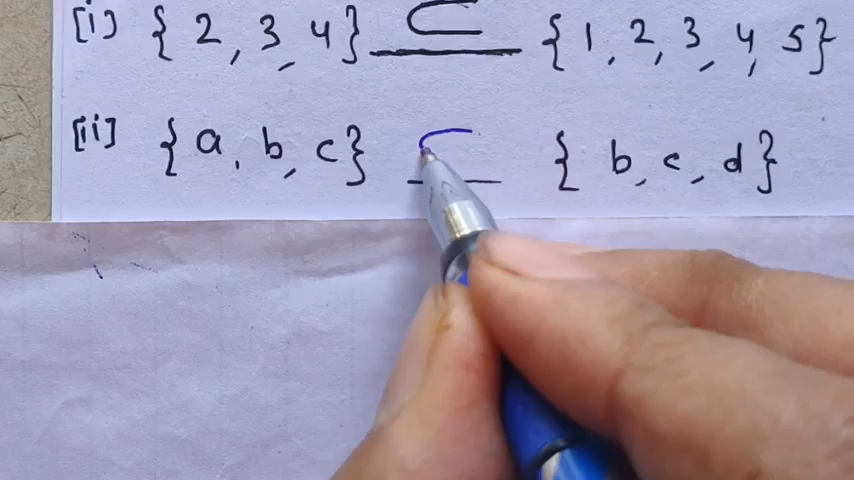 [i] { 2, 3, 4 } ⊂ { 1, 2, 3, 4, 5 }
[ii] { a, b, c } { b, c, d }